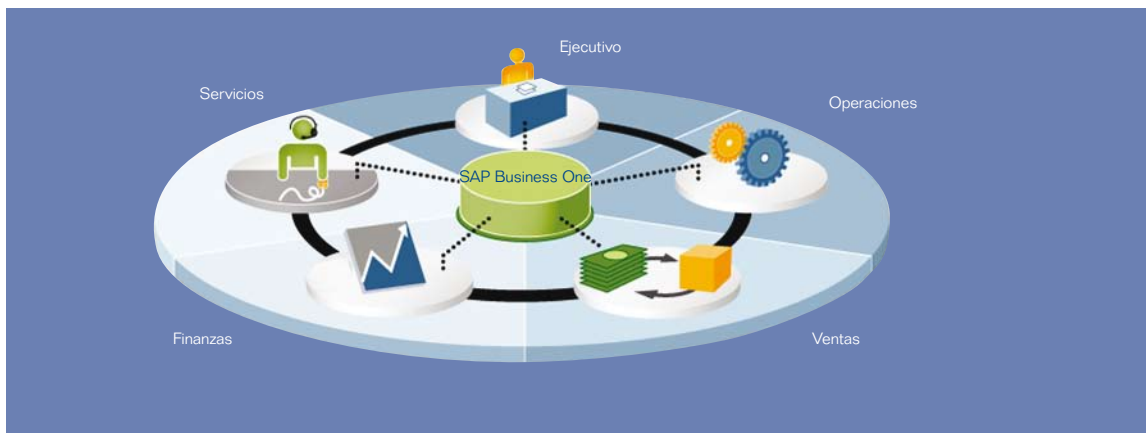 Ejecutivo
Servicios
Operaciones
SAP Business One
Finanzas
Ventas